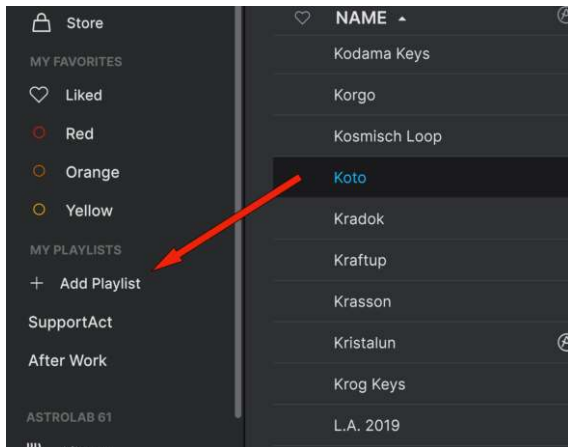 Store
MY FAVORITES
Liked
Red
Orange
Yellow
MY PLAYLISTS
+ Add Playlist
SupportAct
After Work
ASTROLAB 61
NAME
Kodama Keys
Korgo
Kosmisch Loop
Koto
Kradok
Kraftup
Krasson
Kristalun
Krog Keys
L.A. 2019